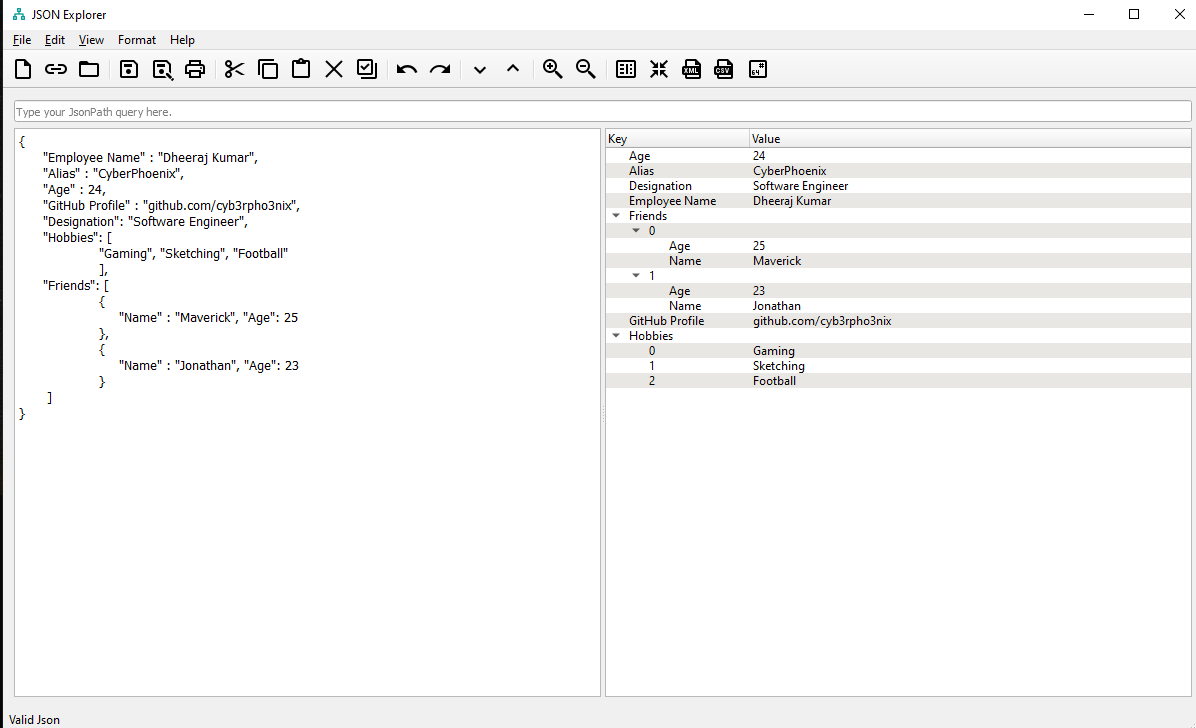 JSON Explorer
File Edit View Format Help
XML CSV 64 #
Type your JsonPath query here.
{
"Employee Name" : "Dheeraj Kumar",
"Alias" : "CyberPhoenix",
"Age" : 24,
"GitHub Profile" : "github.com/cyb3rpho3nix",
"Designation": "Software Engineer",
"Hobbies": [
"Gaming", "Sketching", "Football"
],
"Friends": [
{
"Name" : "Maverick", "Age": 25
},
{
"Name" : "Jonathan", "Age": 23
}
]
}
Key Value
Age 24
Alias CyberPhoenix
Designation Software Engineer
Employee Name Dheeraj Kumar
Friends
0
Age 25
Name Maverick
1
Age 23
Name Jonathan
GitHub Profile github.com/cyb3rpho3nix
Hobbies
0 Gaming
1 Sketching
2 Football
Valid Json